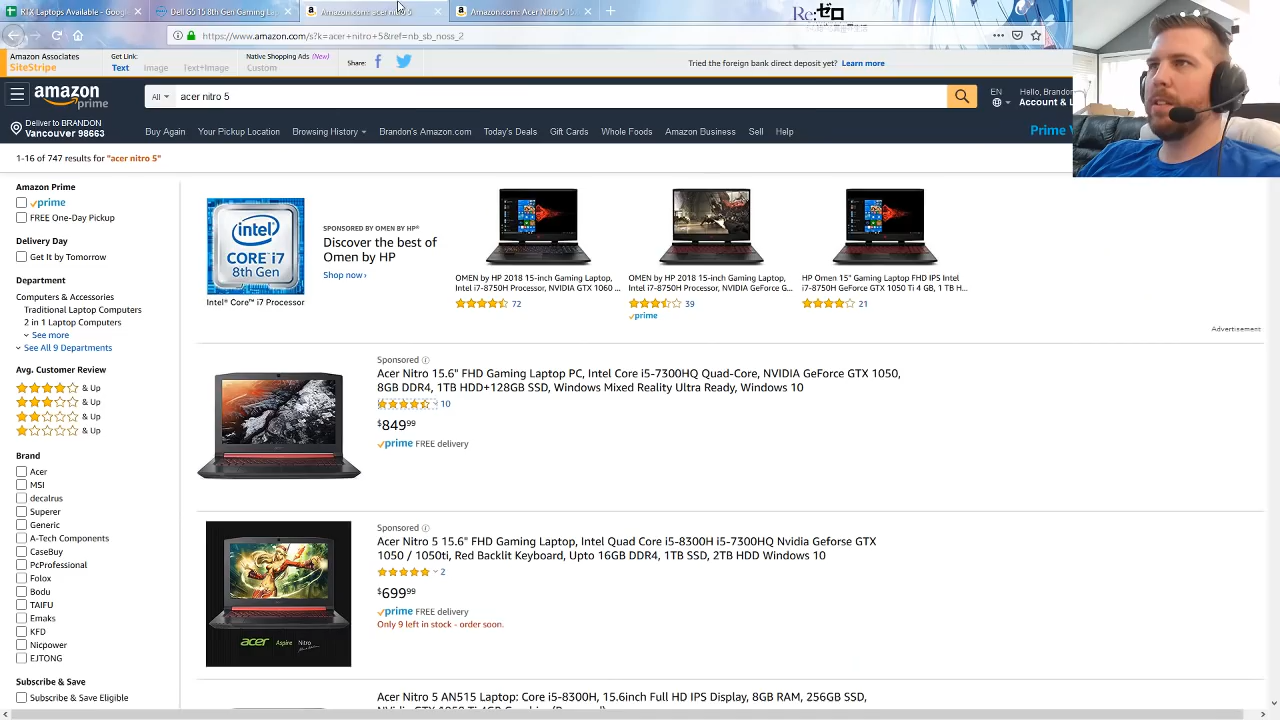 RTX Laptops Available - Goog
Dell G5 15 8th Gen Gaming La
Amazon.com: acer nitro 5
Amazon.com: Acer Nitro 5 15.
Re:ゼロ
https://www.amazon.com/s?k=acer+nitro+5&ref=nb_sb_noss_2
Amazon Associates
SiteStripe
Get Link:
Text Image Text+Image
Native Shopping Ads (New)
Custom
Share:
Tried the foreign bank direct deposit yet? Learn more
amazon
prime
All
acer nitro 5
EN
Hello, Brandon
Account & L
Deliver to BRANDON
Vancouver 98663
Buy Again Your Pickup Location Browsing History Brandon's Amazon.com Today's Deals Gift Cards Whole Foods Amazon Business Sell Help
Prime V
1-16 of 747 results for "acer nitro 5"
Amazon Prime
prime
FREE One-Day Pickup
Delivery Day
Get It by Tomorrow
Department
Computers & Accessories
Traditional Laptop Computers
2 in 1 Laptop Computers
See more
See All 9 Departments
Avg. Customer Review
& Up
& Up
& Up
& Up
Brand
Acer
MSI
decalrus
Superer
Generic
A-Tech Components
CaseBuy
PcProfessional
Folox
Bodu
TAIFU
Emaks
KFD
Nicpower
EJTONG
Subscribe & Save
Subscribe & Save Eligible
intel
CORE i7
8th Gen
Intel® Core™ i7 Processor
SPONSORED BY OMEN BY HP®
Discover the best of
Omen by HP
Shop now›
OMEN by HP 2018 15-inch Gaming Laptop,
Intel i7-8750H Processor, NVIDIA GTX 1060 ...
72
OMEN by HP 2018 15-inch Gaming Laptop,
Intel i7-8750H Processor, NVIDIA GeForce G...
39
prime
HP Omen 15" Gaming Laptop FHD IPS Intel
i7-8750H GeForce GTX 1050 Ti 4 GB, 1 TB H...
21
Advertisement
Sponsored
Acer Nitro 15.6" FHD Gaming Laptop PC, Intel Core i5-7300HQ Quad-Core, NVIDIA GeForce GTX 1050,
8GB DDR4, 1TB HDD+128GB SSD, Windows Mixed Reality Ultra Ready, Windows 10
10
$84999
prime FREE delivery
Sponsored
Acer Nitro 5 15.6" FHD Gaming Laptop, Intel Quad Core i5-8300H i5-7300HQ Nvidia Geforse GTX
1050 / 1050ti, Red Backlit Keyboard, Upto 16GB DDR4, 1TB SSD, 2TB HDD Windows 10
2
$69999
prime FREE delivery
Only 9 left in stock - order soon.
acer Aspire Nitro
Acer Nitro 5 AN515 Laptop: Core i5-8300H, 15.6inch Full HD IPS Display, 8GB RAM, 256GB SSD,